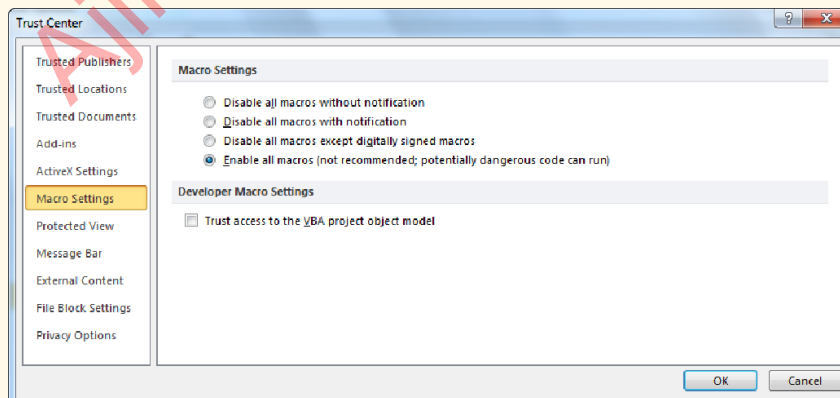 Trust Center
Trusted Publishers
Trusted Locations
Trusted Documents
Add-ins
ActiveX Settings
Macro Settings
Protected View
Message Bar
External Content
File Block Settings
Privacy Options
Macro Settings
Disable all macros without notification
Disable all macros with notification
Disable all macros except digitally signed macros
Enable all macros (not recommended; potentially dangerous code can run)
Developer Macro Settings
Trust access to the VBA project object model
OK
Cancel